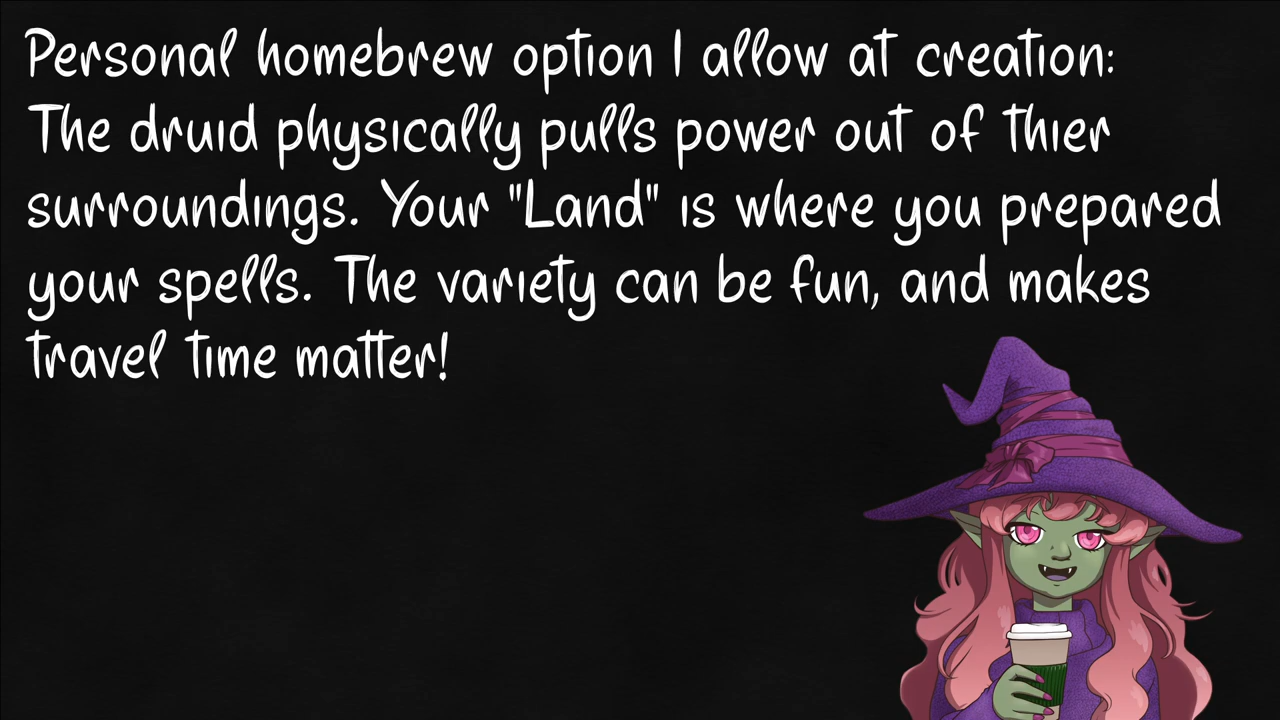 Personal homebrew option I allow at creation:
The druid physically pulls power out of thier
surroundings. Your "Land" is where you prepared
your spells. The variety can be fun, and makes
travel time matter!